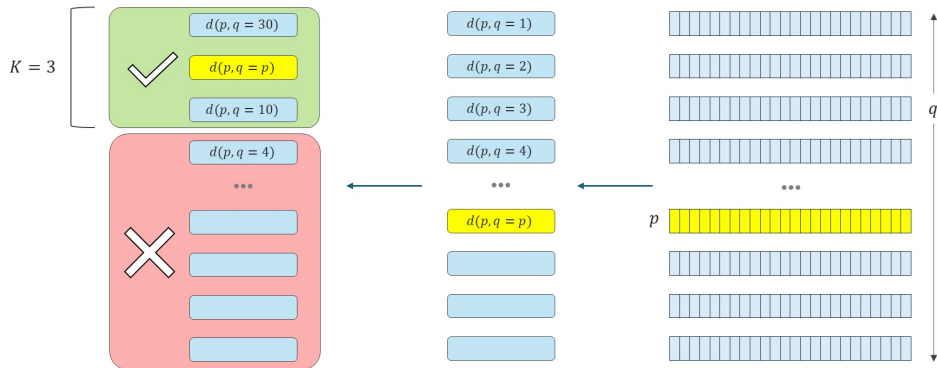 K = 3
d(p, q = 30)
d(p, q = p)
d(p, q = 10)
d(p, q = 4)
...
d(p, q = 1)
d(p, q = 2)
d(p, q = 3)
d(p, q = 4)
...
d(p, q = p)
...
p
q